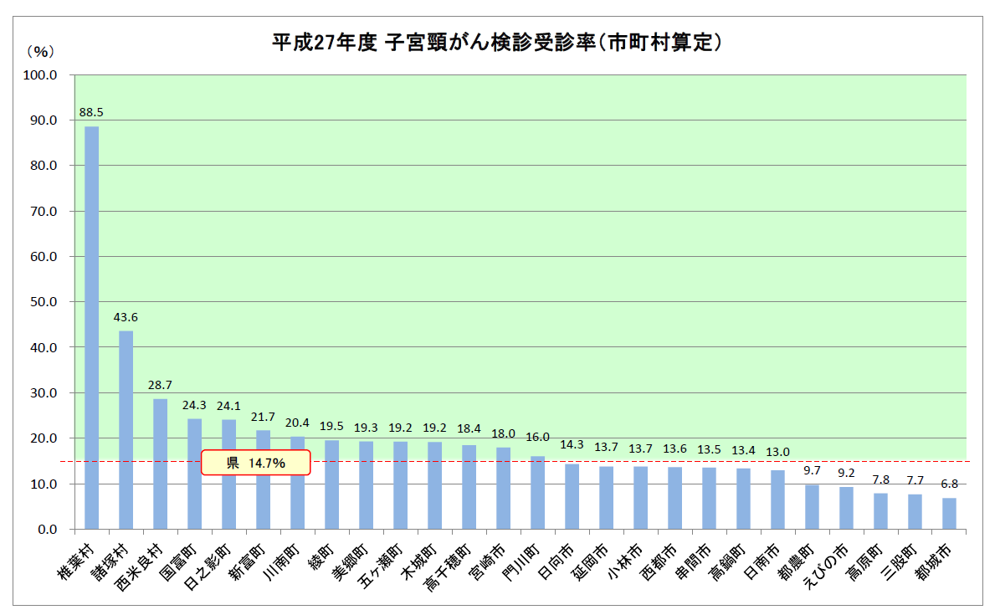 平成27年度 子宮頸がん検診受診率(市町村算定)
(%)
100.0
90.0
80.0
70.0
60.0
50.0
40.0
30.0
20.0
10.0
0.0
88.5
43.6
28.7
24.3
24.1
21.7
20.4
19.5
19.3
19.2
19.2
18.4
18.0
16.0
14.3
13.7
13.7
13.6
13.5
13.4
13.0
9.7
9.2
7.8
7.7
6.8
県 14.7%
椎葉村
諸塚村
西米良村
国富町
日之影町
新富町
川南町
綾町
美郷町
五ヶ瀬町
木城町
高千穂町
宮崎市
門川町
日向市
延岡市
小林市
西都市
串間市
高鍋町
日南市
都農町
えびの市
高原町
三股町
都城市